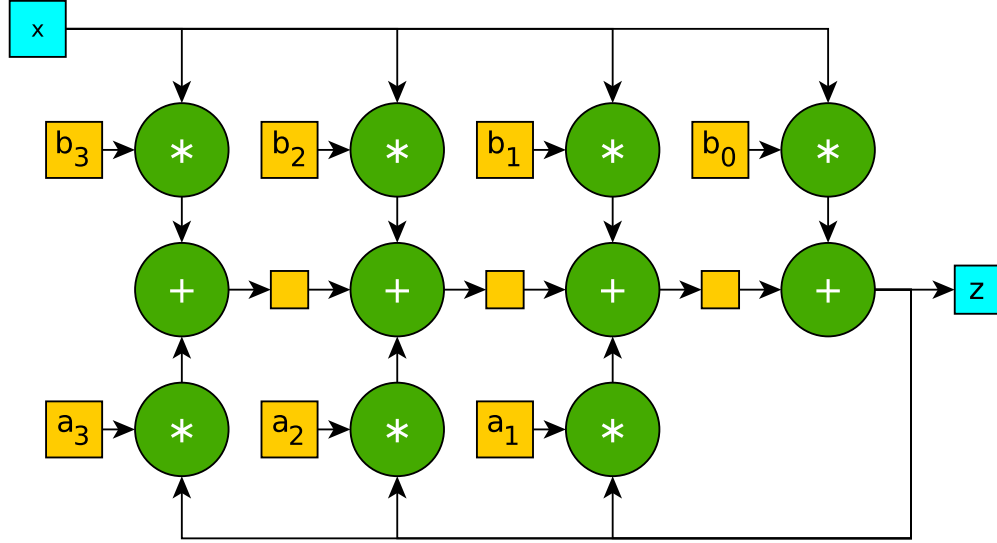 x
b3 * b2 * b1 * b0 *
+ + + + z
a3 * a2 * a1 *